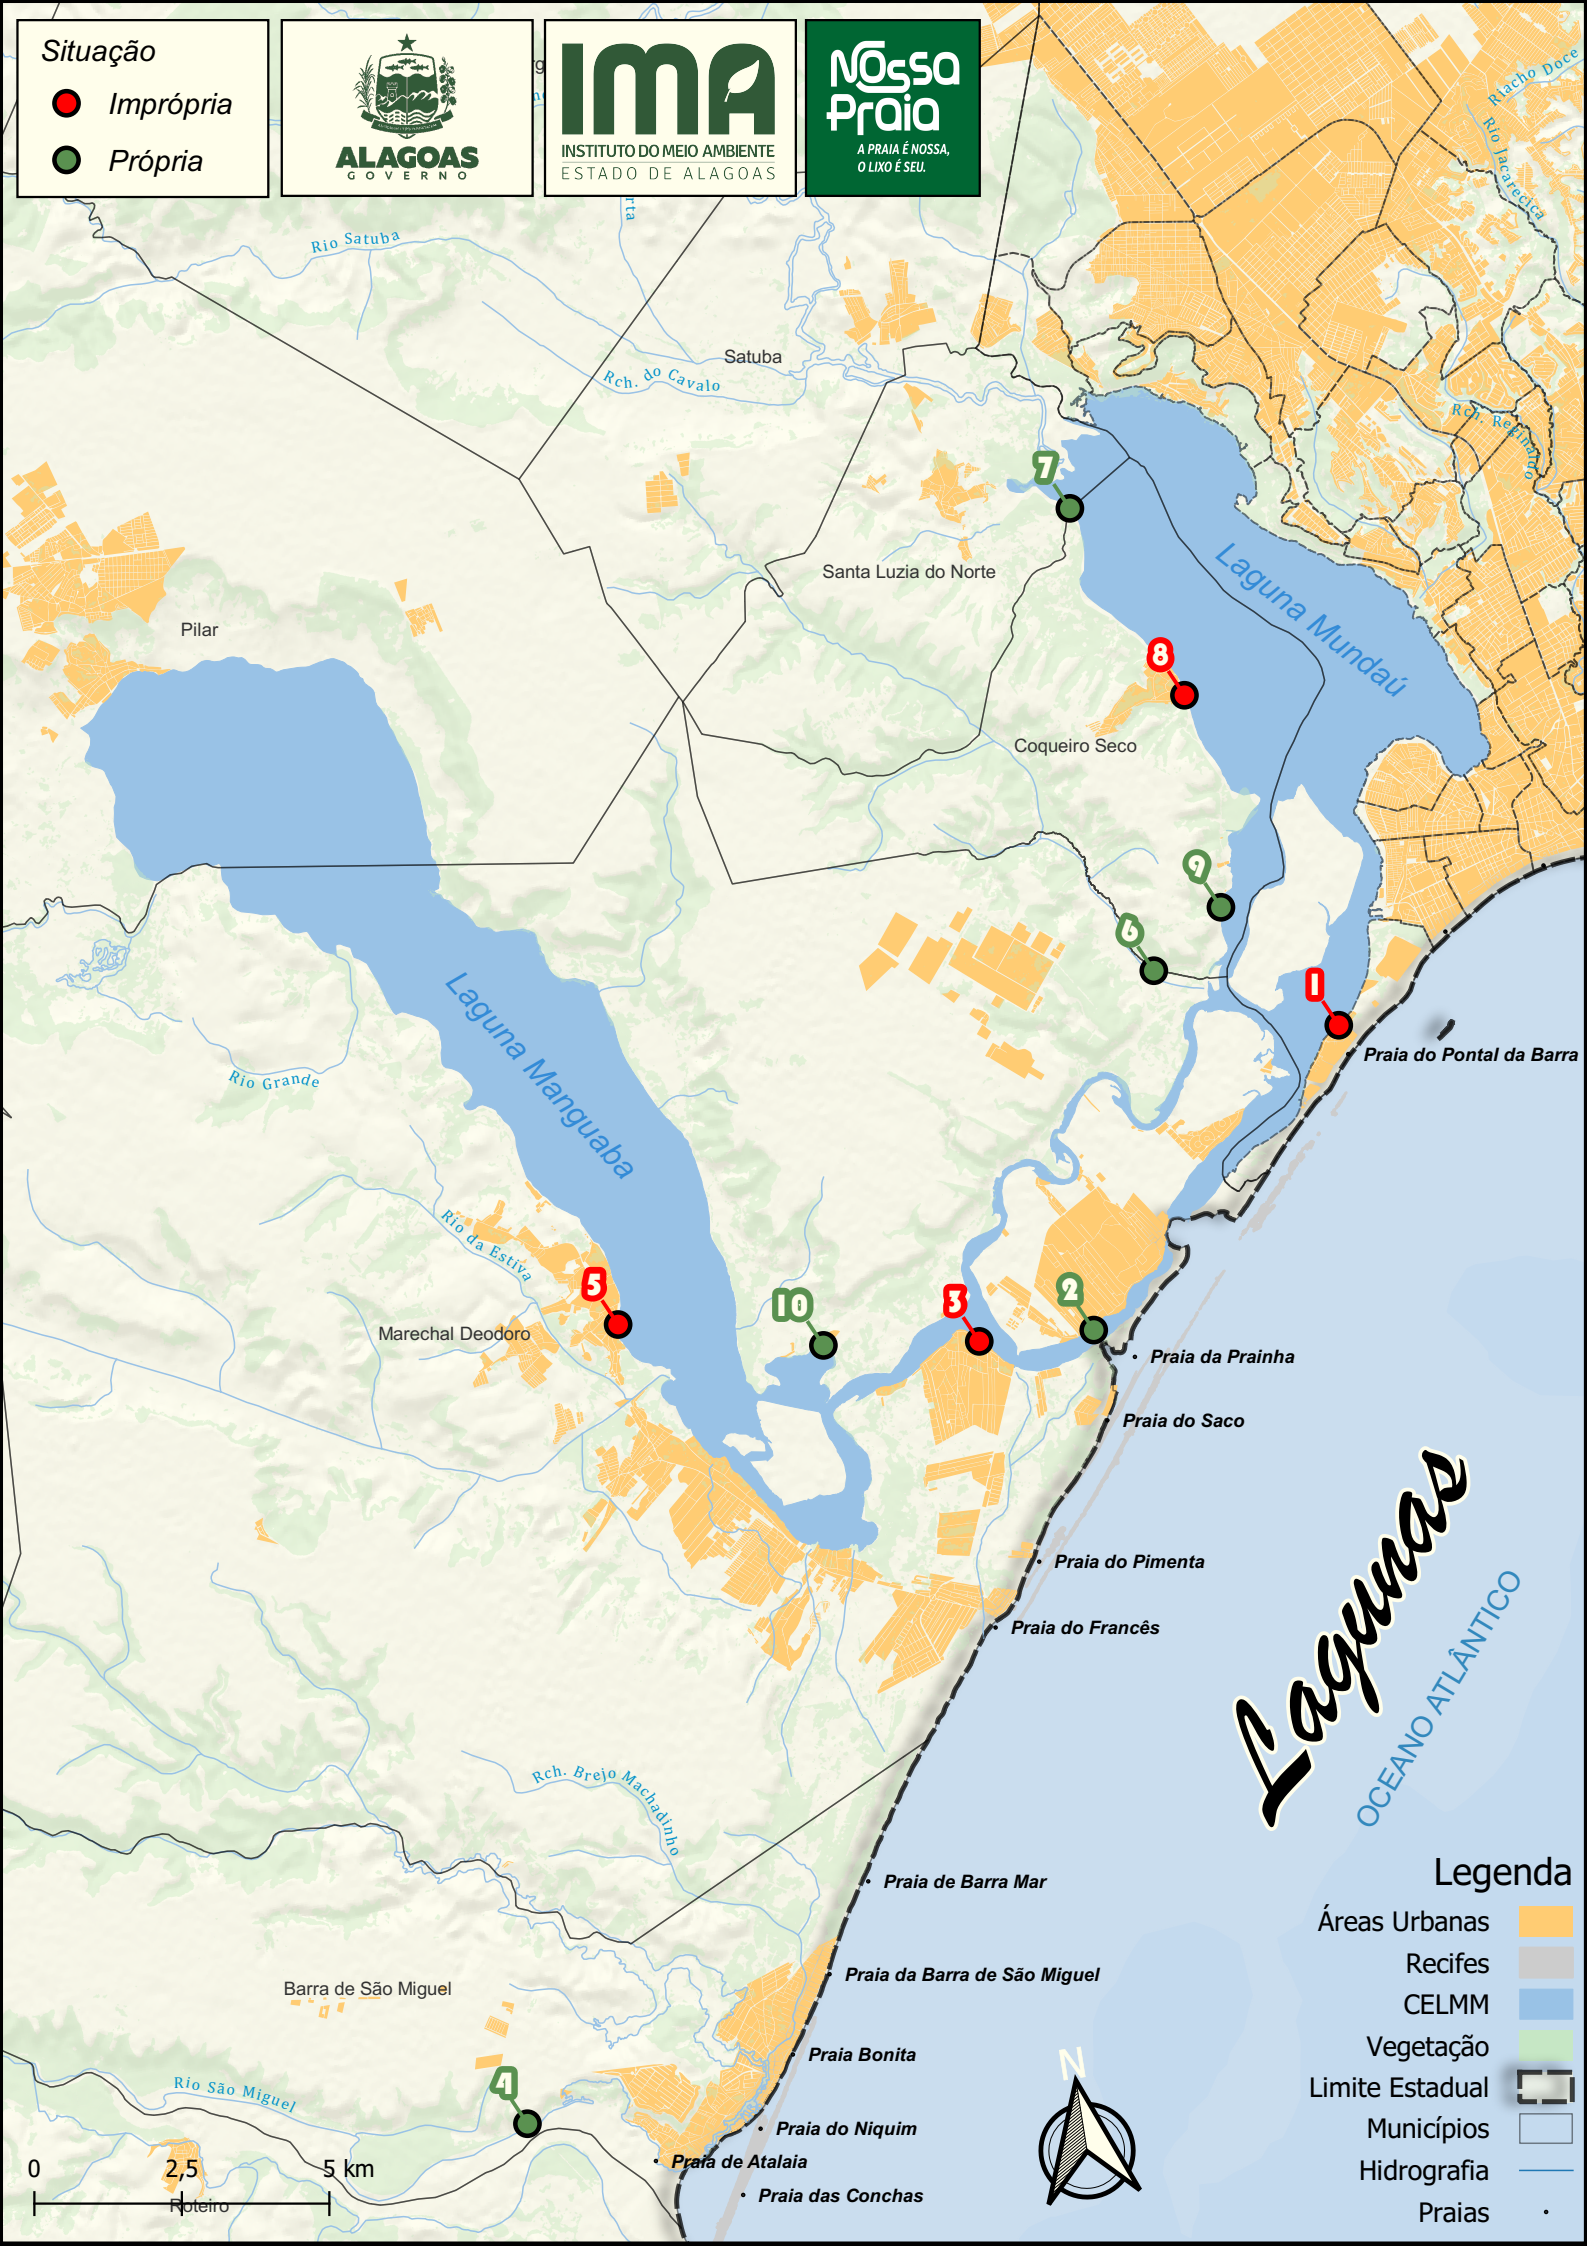 Situação
Imprópria
Própria
ALAGOAS
GOVERNO
IMA
INSTITUTO DO MEIO AMBIENTE
ESTADO DE ALAGOAS
Nossa
Praia
A PRAIA É NOSSA,
O LIXO É SEU.
Riacho Doce
Rio Jacarecica
Rio Satuba
Satuba
Rch. do Cavalo
Rch. Reginaldo
7
Santa Luzia do Norte
Laguna Mundaú
Pilar
8
Coqueiro Seco
9
6
1
Laguna Manguaba
Praia do Pontal da Barra
Rio Grande
Rio da Estiva
5
10
3
2
Marechal Deodoro
Praia da Prainha
Praia do Saco
Praia do Pimenta
Praia do Francês
Lagunas
OCEANO ATLÂNTICO
Rch. Brejo Machadinho
Praia de Barra Mar
Praia da Barra de São Miguel
Barra de São Miguel
Praia Bonita
4
Rio São Miguel
Praia do Niquim
Praia de Atalaia
Praia das Conchas
Roteiro
0 2,5 5 km
N
Legenda
Áreas Urbanas
Recifes
CELMM
Vegetação
Limite Estadual
Municípios
Hidrografia
Praias